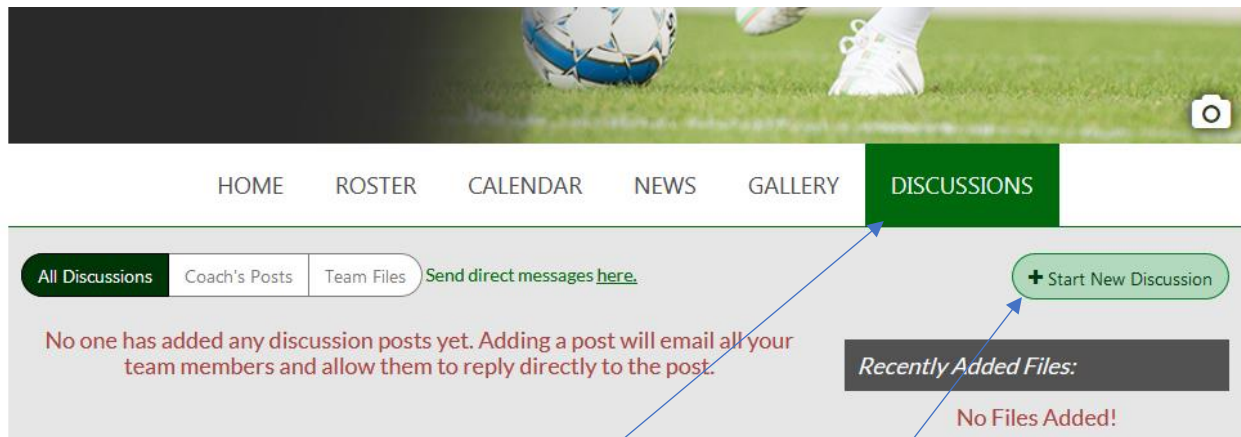 HOME ROSTER CALENDAR NEWS GALLERY DISCUSSIONS
All Discussions Coach's Posts Team Files Send direct messages here. + Start New Discussion
No one has added any discussion posts yet. Adding a post will email all your
team members and allow them to reply directly to the post.
Recently Added Files:
No Files Added!